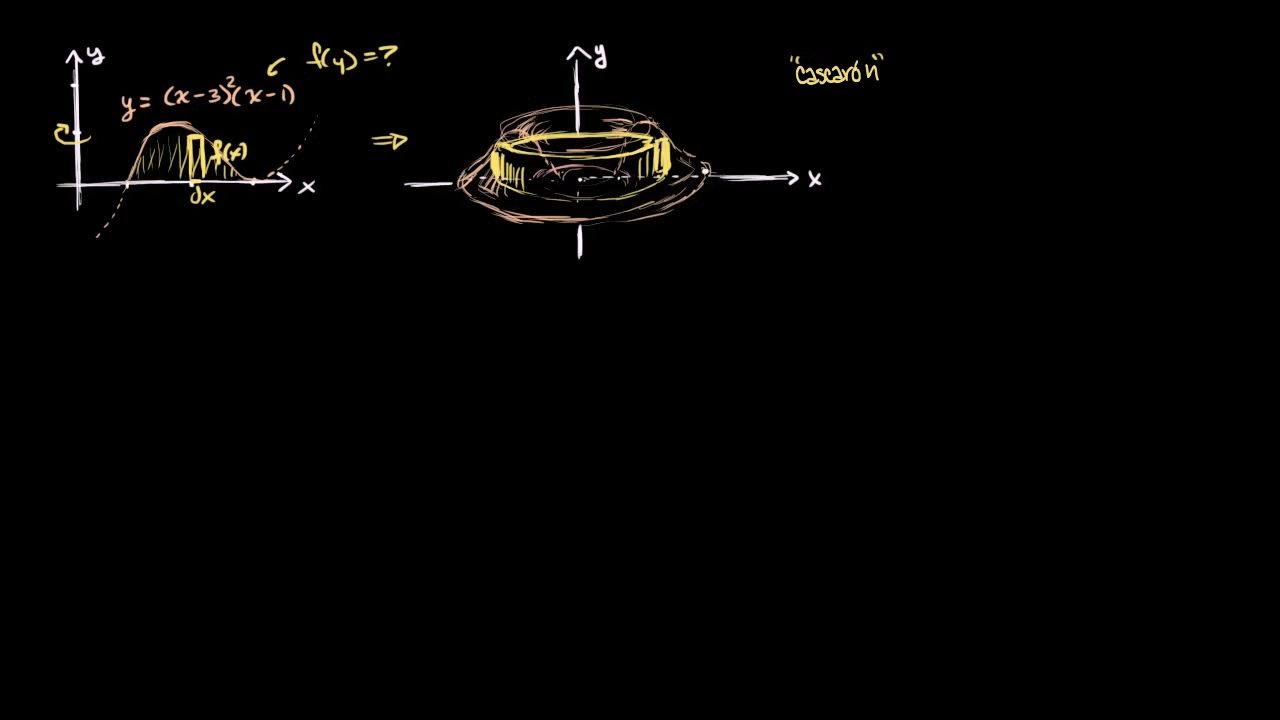 y
f(y) = ?
y = (x-3)²(x-1)
f(x)
x
dx
⇒
y
x
"cascarón"